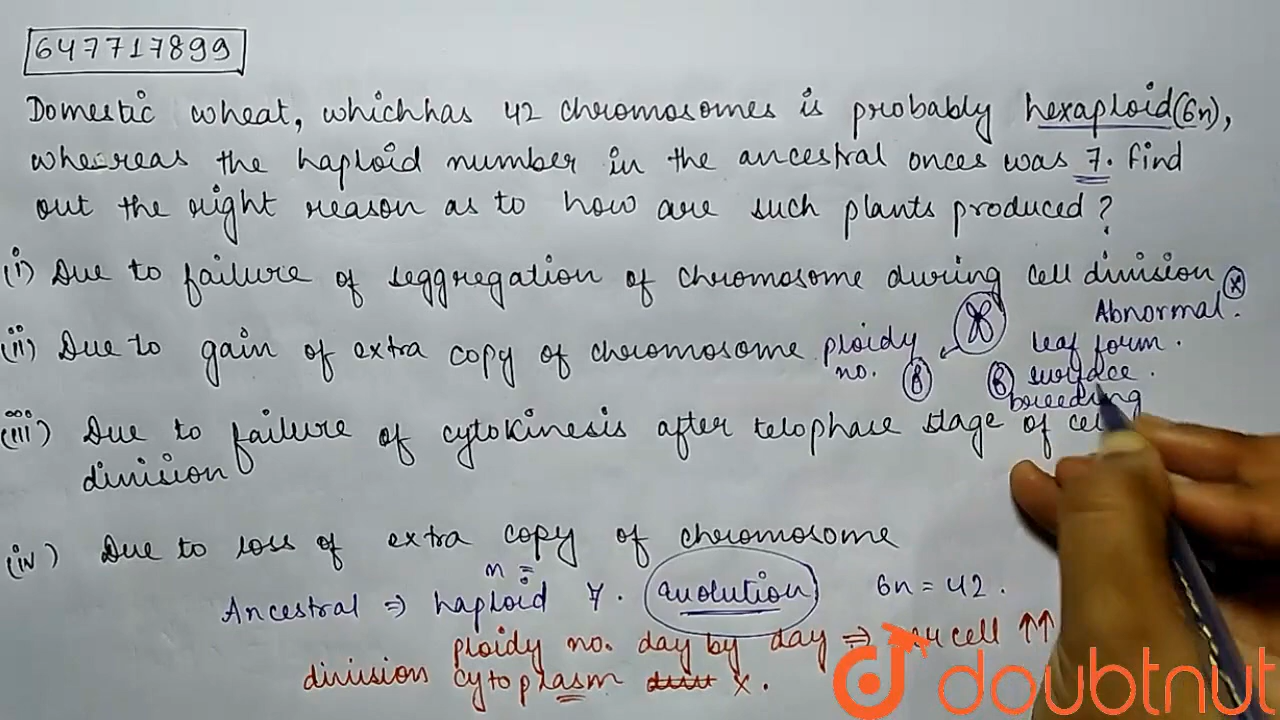 647717899
Domestic wheat, which has 42 chromosomes is probably hexaploid (6n),
whereas the haploid number in the ancestral onces was 7. Find
out the right reason as to how are such plants produced?
(i) Due to failure of seggregation of chromosome during cell division
Abnormal.
(ii) Due to gain of extra copy of chromosome ploidy no.
leaf form.
surface.
breeding
(iii) Due to failure of cytokinesis after telophase stage of cell
division
(iv) Due to loss of extra copy of chromosome
n =
Ancestral ⇒ haploid 7. evolution 6n = 42.
ploidy no. day by day ⇒ cell ↑↑
division cytoplasm x.
doubtnut